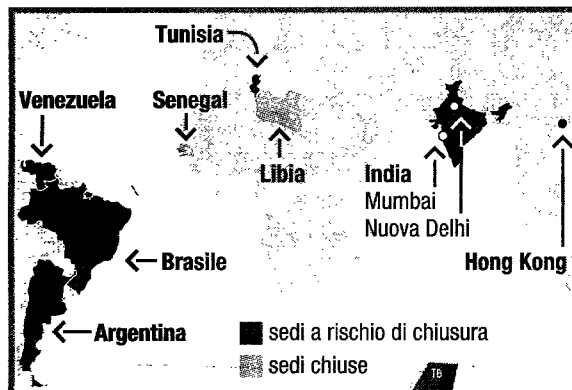 Tunisia
Venezuela
Senegal
Libia
India
Mumbai
Nuova Delhi
Hong Kong
Brasile
Argentina
sedi a rischio di chiusura
sedi chiuse
TB